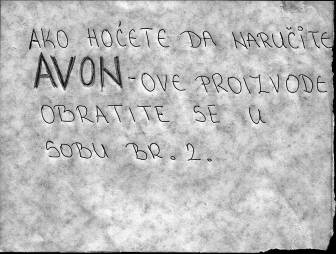 AKO HOĆETE DA NARUČITE
AVON-OVE PROIZVODE
OBRATITE SE U
SOBU BR. 2.